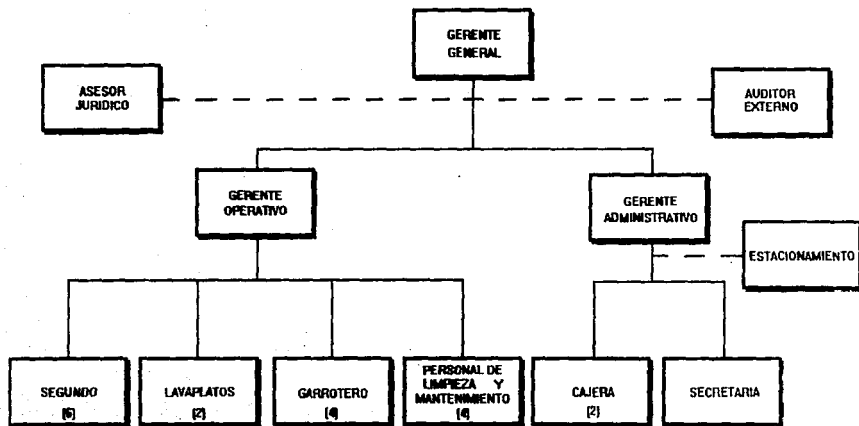 GERENTE
GENERAL
ASESOR
JURIDICO
AUDITOR
EXTERNO
GERENTE
OPERATIVO
GERENTE
ADMINISTRATIVO
ESTACIONAMIENTO
SEGUNDO
LAVAPLATOS
[2]
GARROTERO
[4]
PERSONAL DE
LIMPIEZA Y
MANTENIMIENTO
[4]
CAJERA
[2]
SECRETARIA